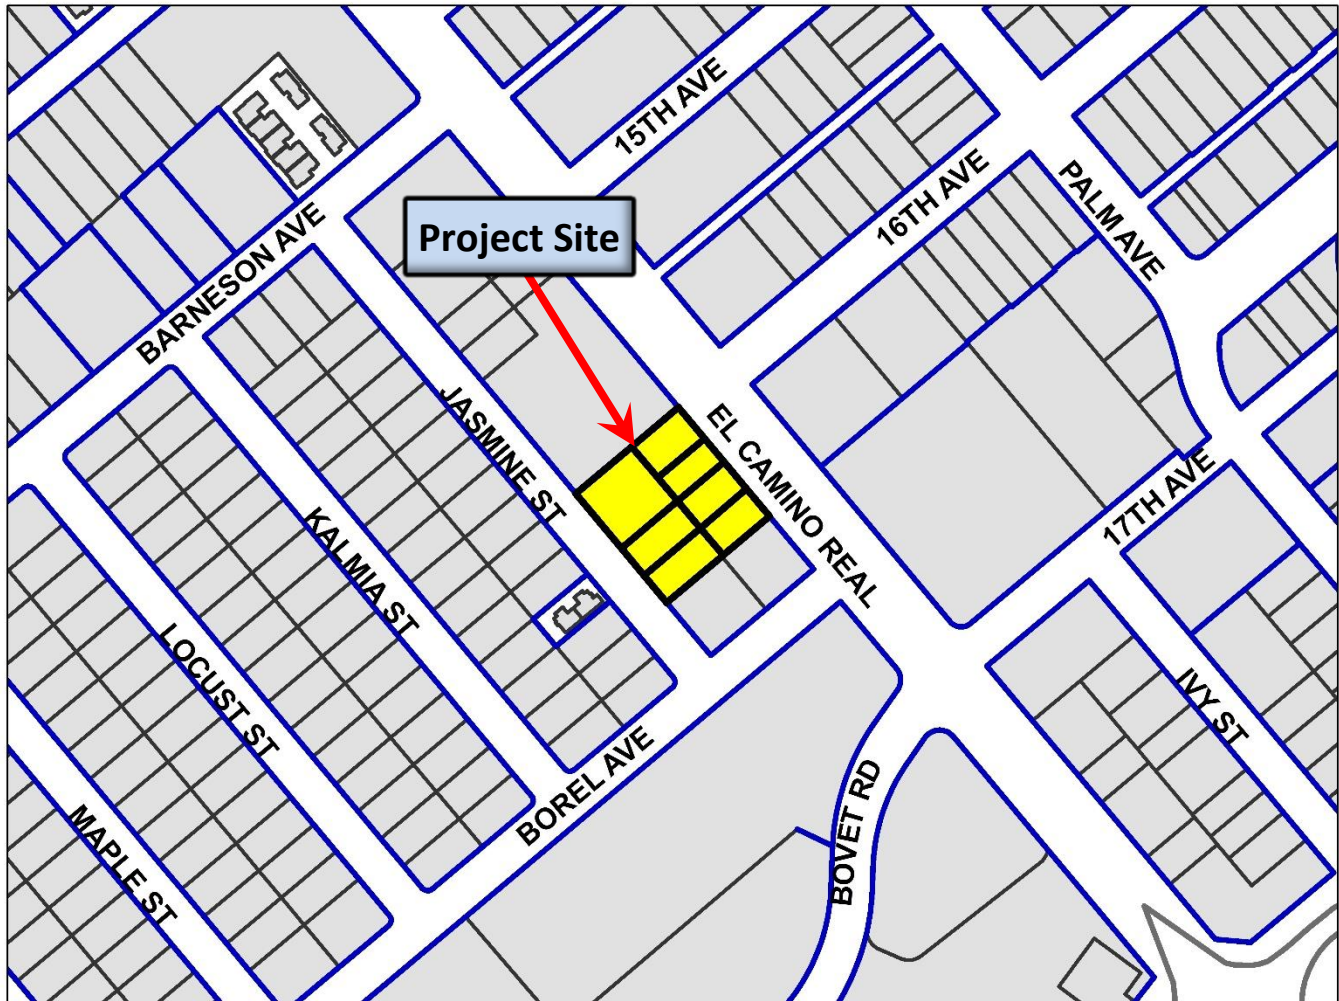 15TH AVE
16TH AVE
PALM AVE
Project Site
BARNESON AVE
JASMINE ST
EL CAMINO REAL
17TH AVE
KALMIA ST
LOCUST ST
IVY ST
BOREL AVE
BOVET RD
MAPLE ST